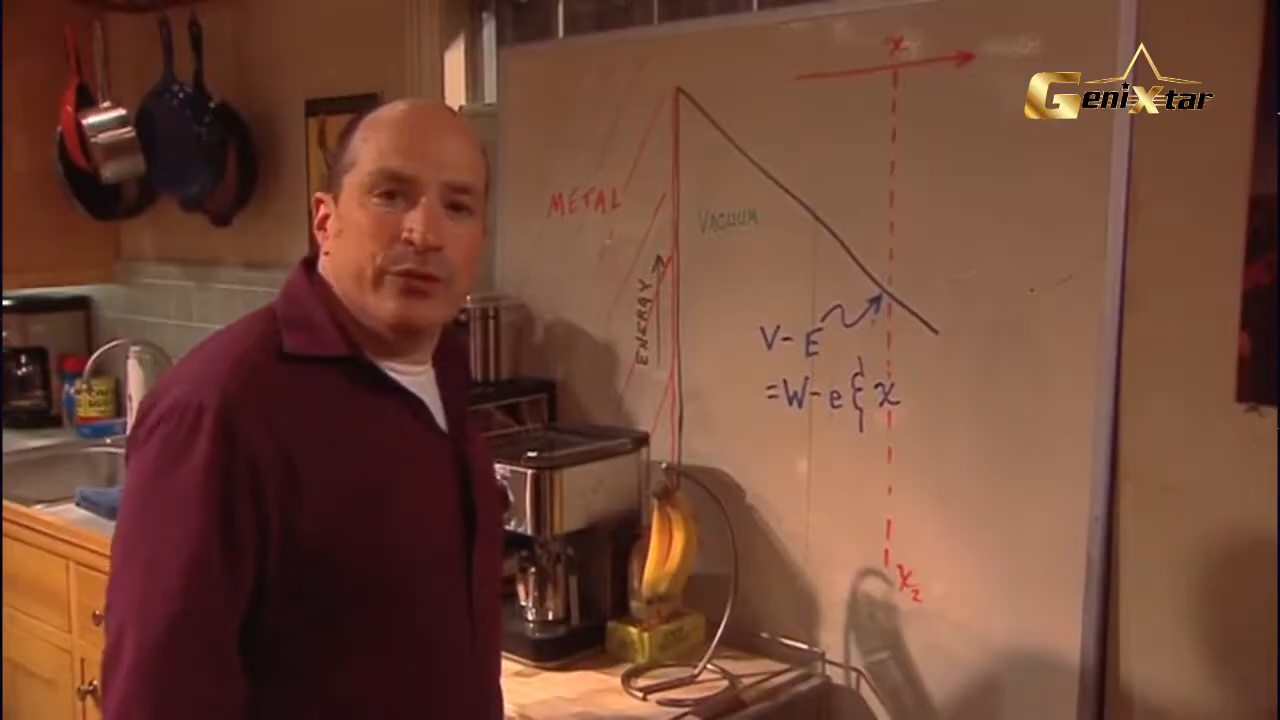 GeniXtar
x
METAL
VACUUM
ENERGY
V-E
=W-eξx
x₂